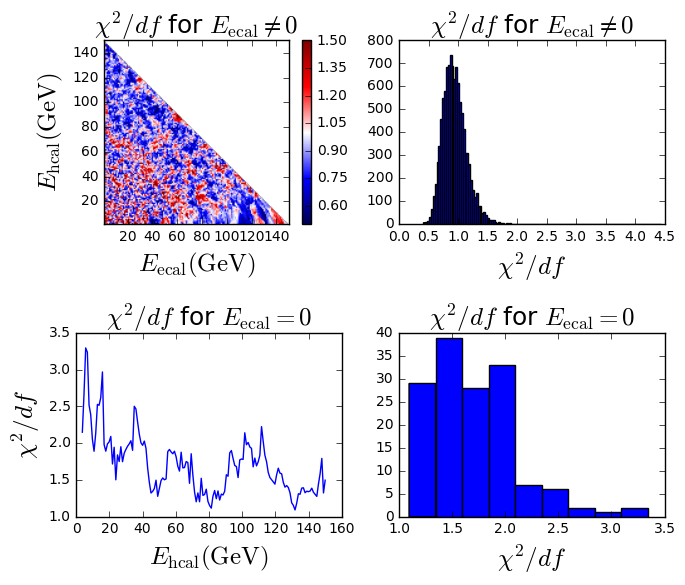 χ²/df for E_ecal ≠ 0
E_hcal(GeV)
140
120
100
80
60
40
20
20 40 60 80 100 120 140
E_ecal(GeV)
1.50
1.35
1.20
1.05
0.90
0.75
0.60
χ²/df for E_ecal ≠ 0
800
700
600
500
400
300
200
100
0
0.0 0.5 1.0 1.5 2.0 2.5 3.0 3.5 4.0 4.5
χ²/df
χ²/df for E_ecal = 0
χ²/df
3.5
3.0
2.5
2.0
1.5
1.0
0 20 40 60 80 100 120 140 160
E_hcal(GeV)
χ²/df for E_ecal = 0
40
35
30
25
20
15
10
5
0
1.0 1.5 2.0 2.5 3.0 3.5
χ²/df